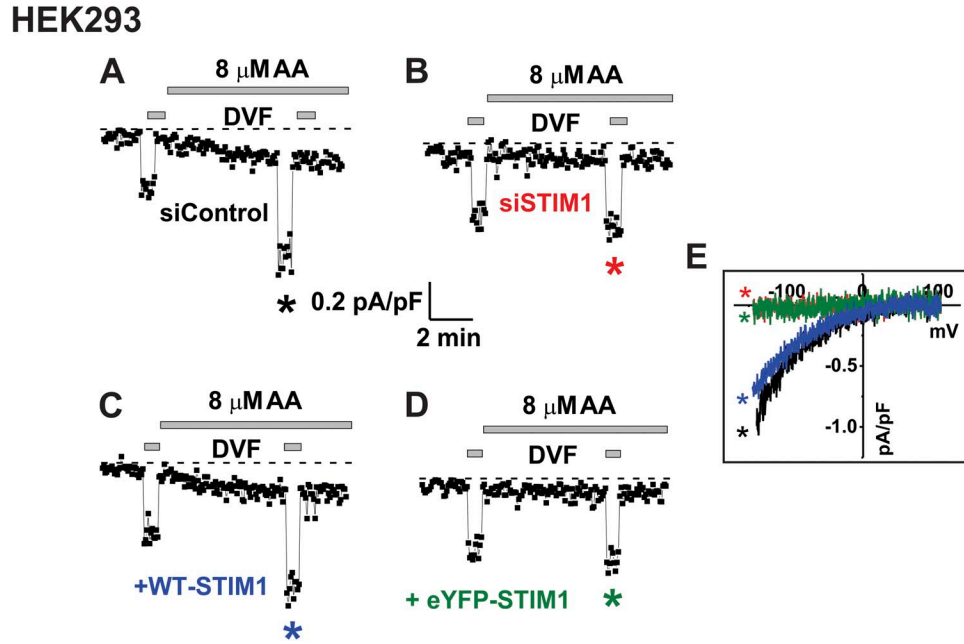 HEK293
A
8 μM AA
DVF
siControl
*
B
8 μM AA
DVF
siSTIM1
*
0.2 pA/pF
2 min
E
* -100 0 100
*
mV
-0.5
*
-1.0
*
pA/pF
C
8 μM AA
DVF
+WT-STIM1
*
D
8 μM AA
DVF
+ eYFP-STIM1
*